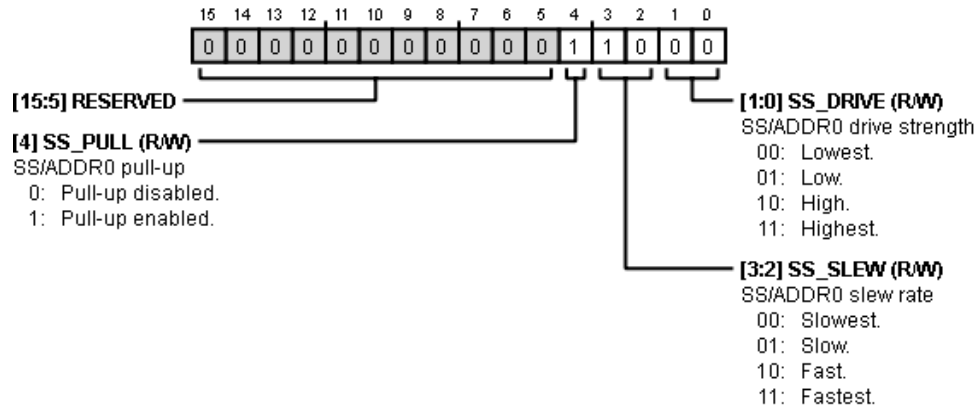 15 14 13 12 11 10 9 8 7 6 5 4 3 2 1 0
0 0 0 0 0 0 0 0 0 0 0 1 1 0 0 0
[15:5] RESERVED
[4] SS_PULL (R/W)
SS/ADDR0 pull-up
0: Pull-up disabled.
1: Pull-up enabled.
[1:0] SS_DRIVE (R/W)
SS/ADDR0 drive strength
00: Lowest.
01: Low.
10: High.
11: Highest.
[3:2] SS_SLEW (R/W)
SS/ADDR0 slew rate
00: Slowest.
01: Slow.
10: Fast.
11: Fastest.